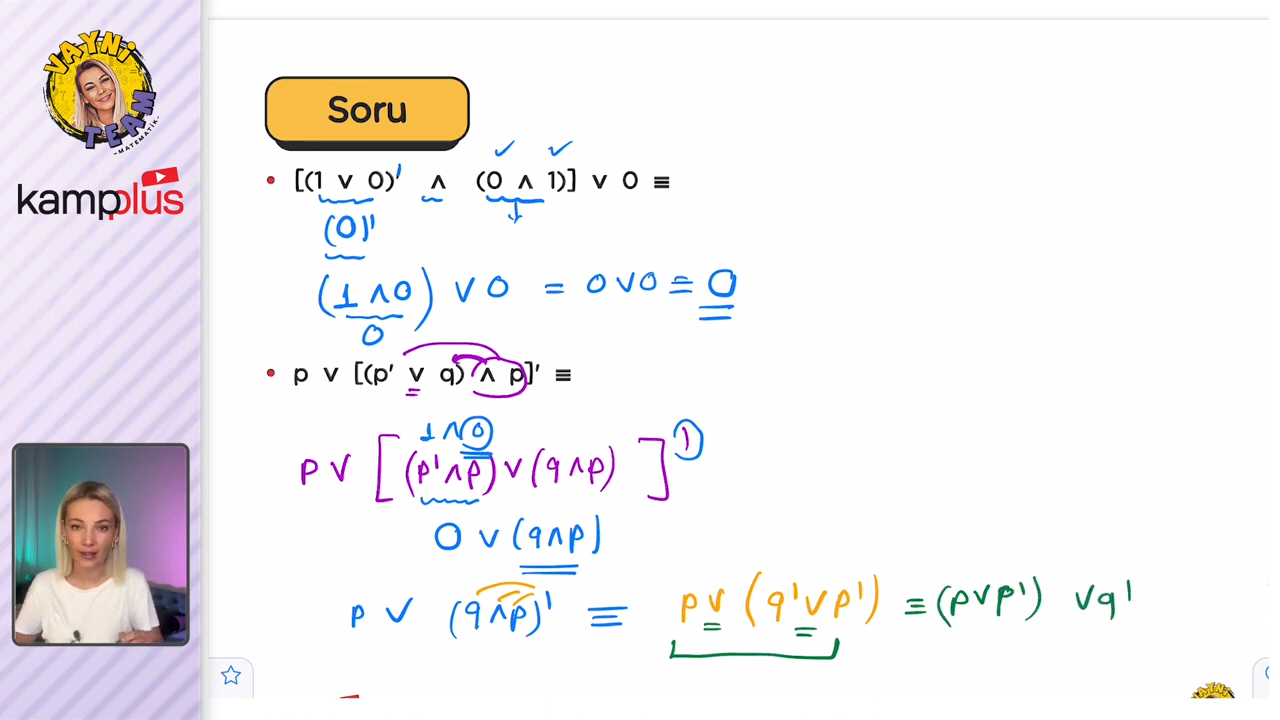 VAYNİ
TEAM
-MATEMATİK-
kampplus
Soru
• [(1 ∨ 0)' ∧ (0 ∧ 1)] ∨ 0 ≡
(0)'
(1 ∧ 0) ∨ 0 = 0 ∨ 0 ≡ 0
0
• p ∨ [(p' ∨ q) ∧ p]' ≡
1 ∧ 0
p ∨ [(p' ∧ p) ∨ (q ∧ p)]'
0 ∨ (q ∧ p)
p ∨ (q ∧ p)' ≡ p ∨ (q' ∨ p') ≡ (p ∨ p') ∨ q'